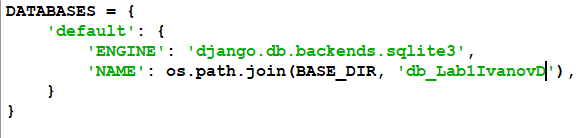 DATABASES = {
    'default': {
        'ENGINE': 'django.db.backends.sqlite3',
        'NAME': os.path.join(BASE_DIR, 'db_Lab1IvanovD'),
    }
}